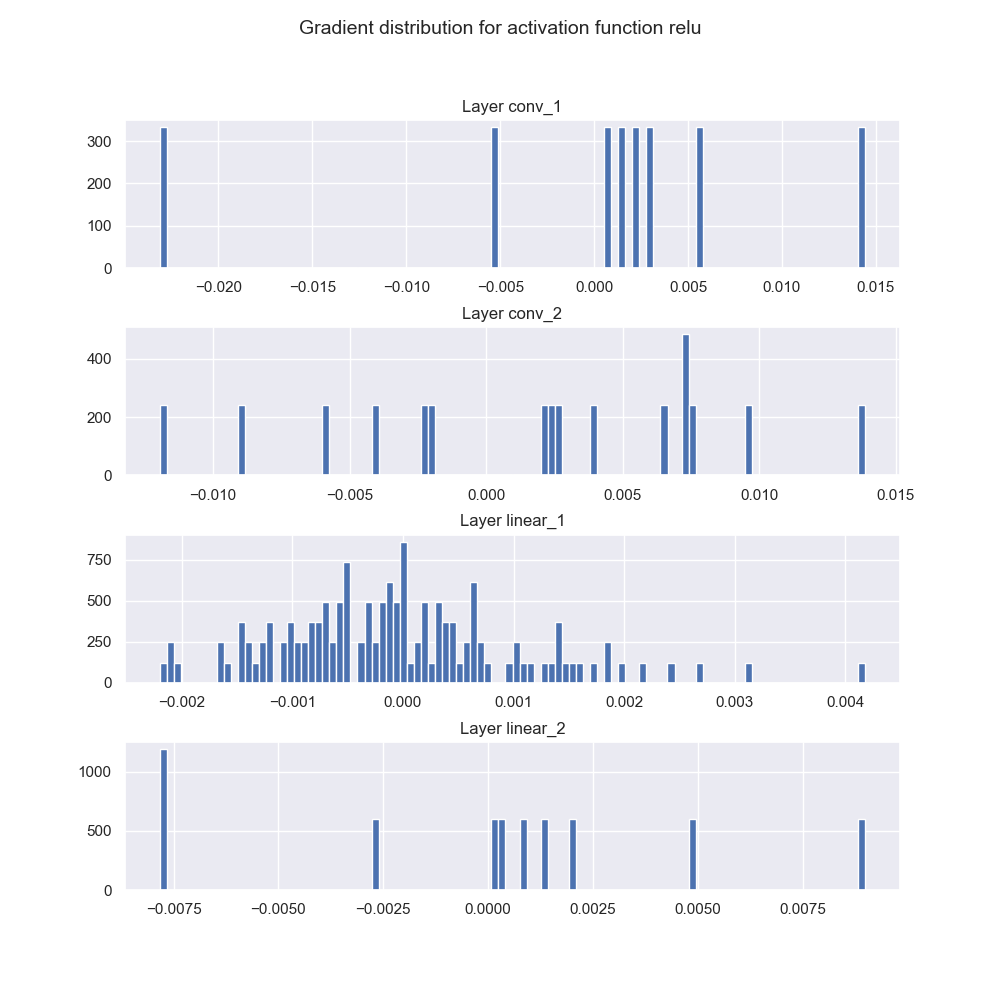 Gradient distribution for activation function relu
Layer conv_1
300
200
100
0
−0.020 −0.015 −0.010 −0.005 0.000 0.005 0.010 0.015
Layer conv_2
400
200
0
−0.010 −0.005 0.000 0.005 0.010 0.015
Layer linear_1
750
500
250
0
−0.002 −0.001 0.000 0.001 0.002 0.003 0.004
Layer linear_2
1000
500
0
−0.0075 −0.0050 −0.0025 0.0000 0.0025 0.0050 0.0075